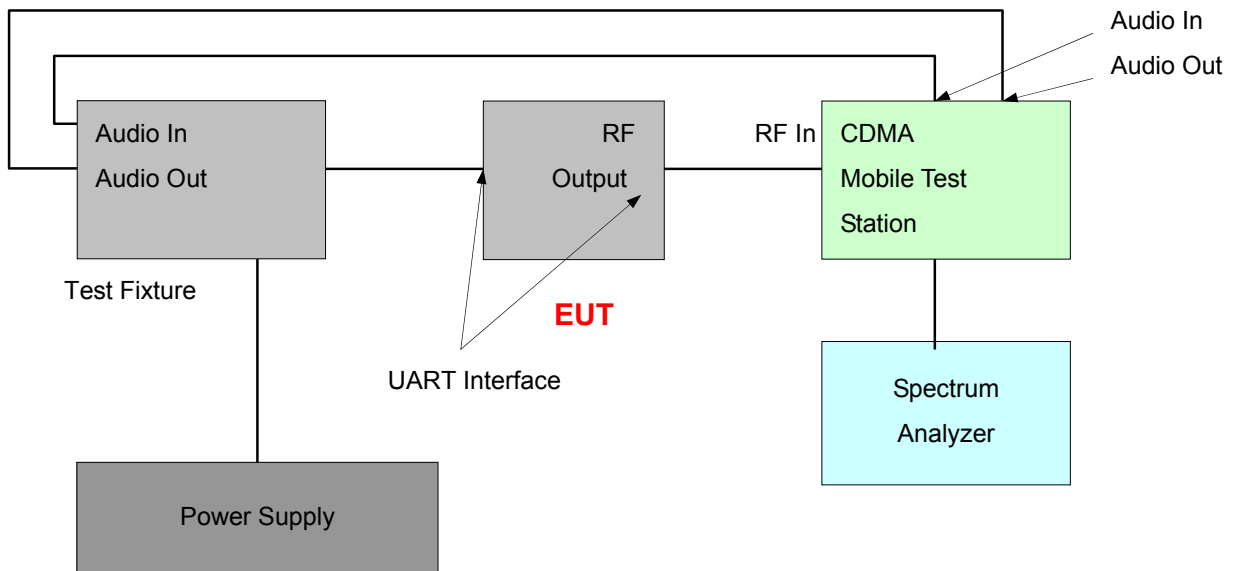 Audio In
Audio Out
Audio In
Audio Out
RF
Output
RF In
CDMA
Mobile Test
Station
Test Fixture
EUT
UART Interface
Spectrum
Analyzer
Power Supply